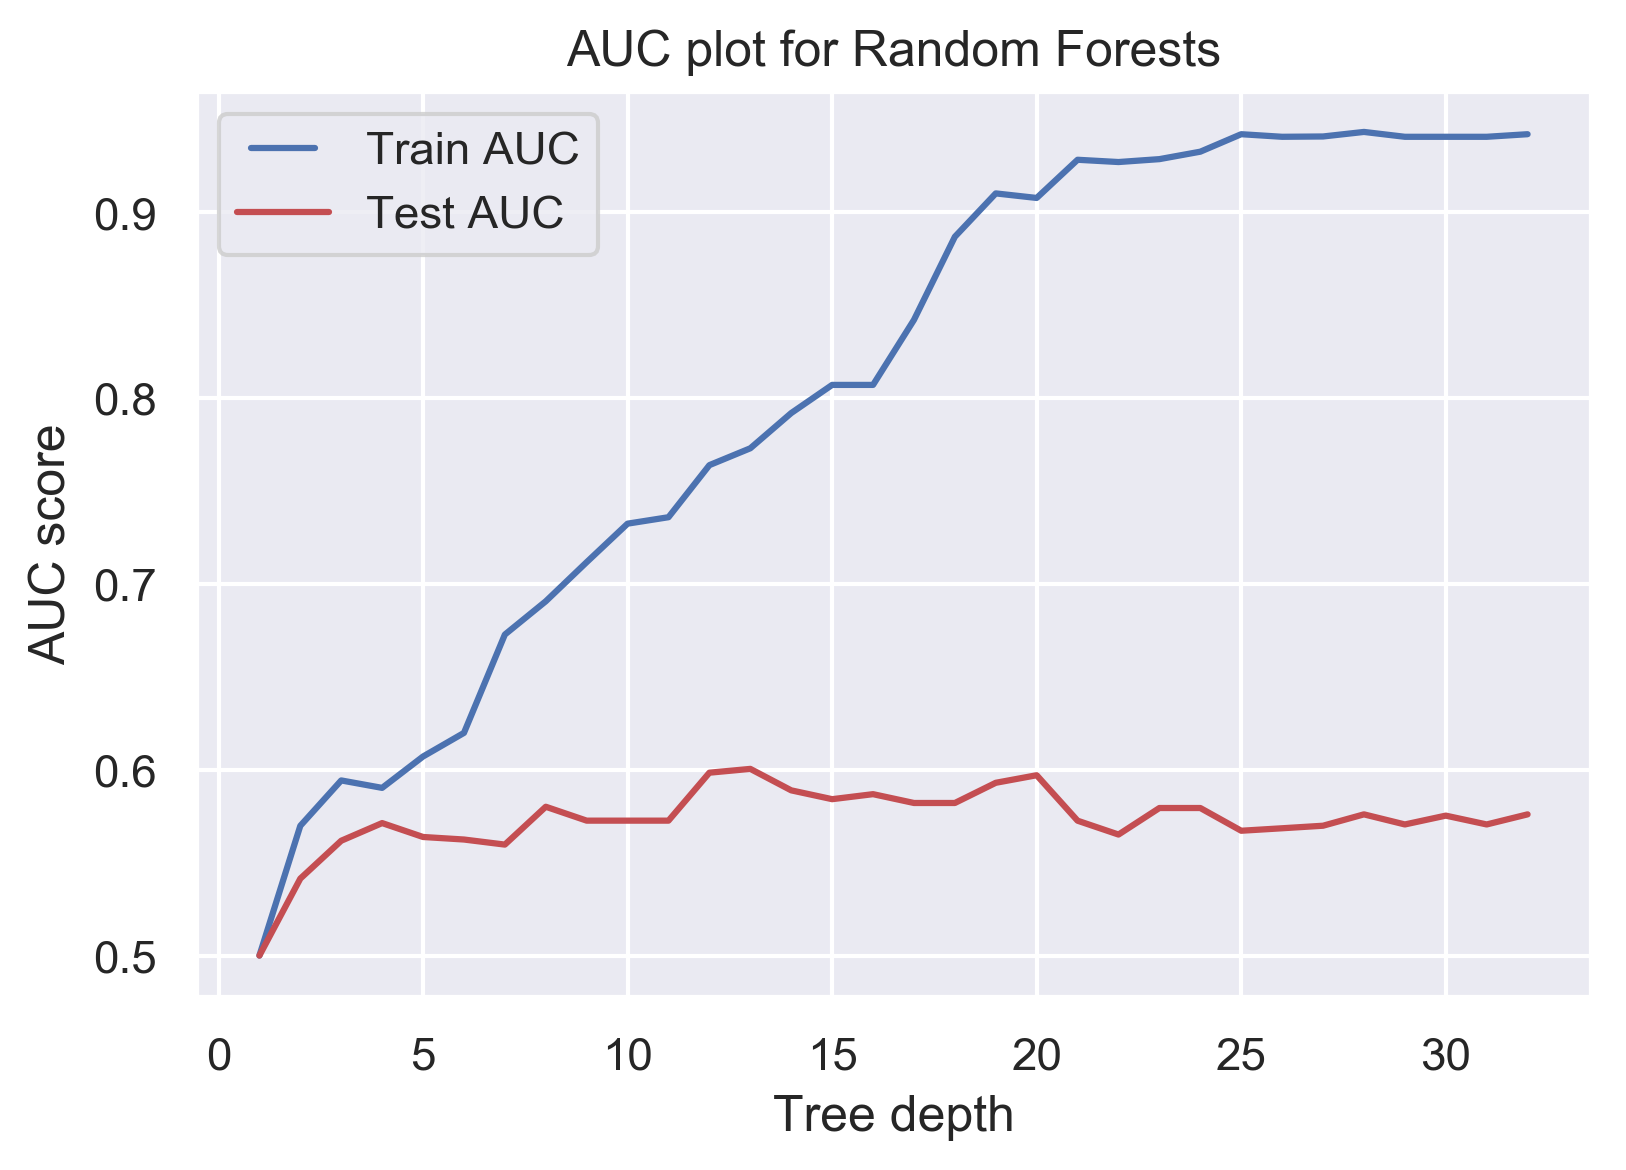 AUC plot for Random Forests
Train AUC
Test AUC
AUC score
0.9
0.8
0.7
0.6
0.5
0 5 10 15 20 25 30
Tree depth